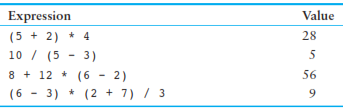 Expression Value
(5 + 2) * 4 28
10 / (5 - 3) 5
8 + 12 * (6 - 2) 56
(6 - 3) * (2 + 7) / 3 9